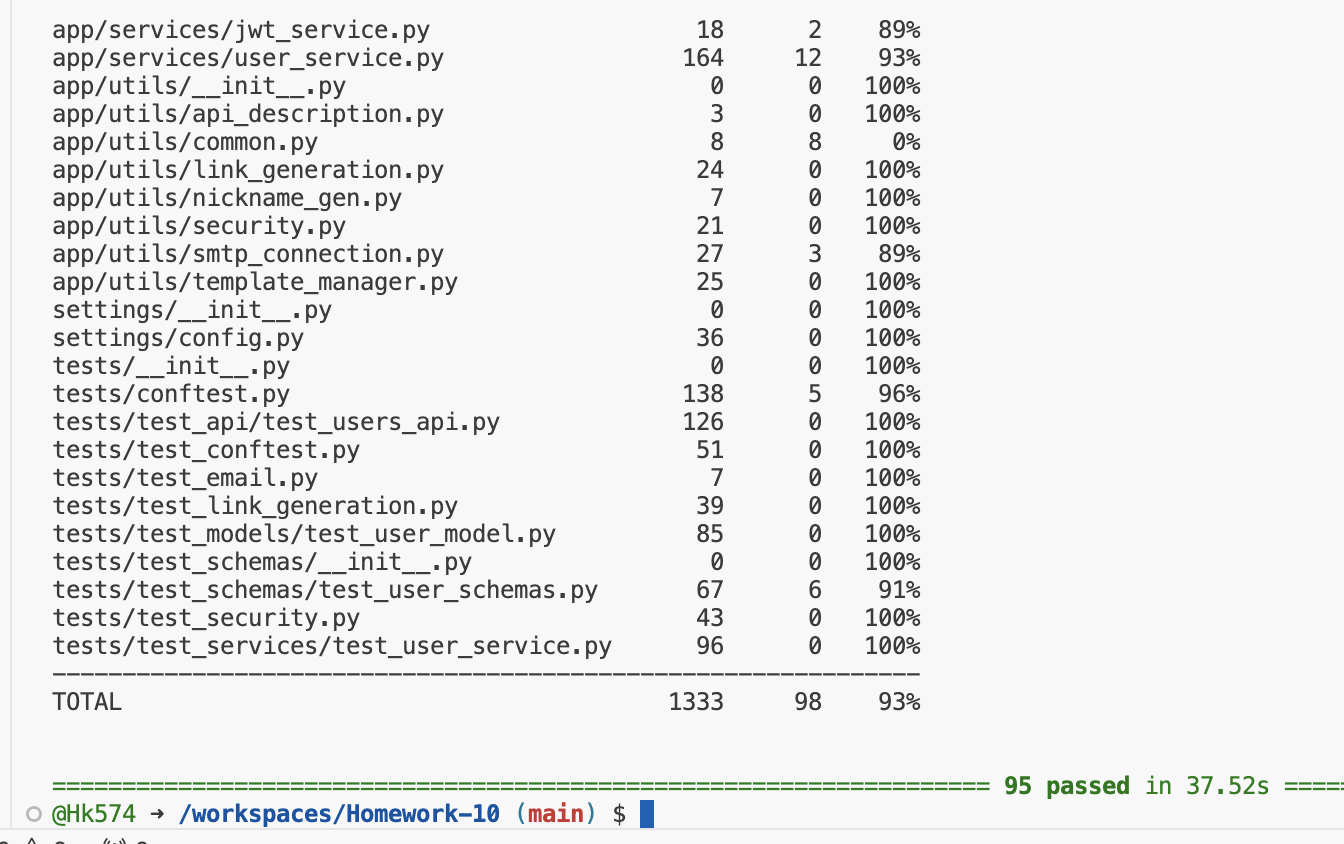 app/services/jwt_service.py 18 2 89%
app/services/user_service.py 164 12 93%
app/utils/__init__.py 0 0 100%
app/utils/api_description.py 3 0 100%
app/utils/common.py 8 8 0%
app/utils/link_generation.py 24 0 100%
app/utils/nickname_gen.py 7 0 100%
app/utils/security.py 21 0 100%
app/utils/smtp_connection.py 27 3 89%
app/utils/template_manager.py 25 0 100%
settings/__init__.py 0 0 100%
settings/config.py 36 0 100%
tests/__init__.py 0 0 100%
tests/conftest.py 138 5 96%
tests/test_api/test_users_api.py 126 0 100%
tests/test_conftest.py 51 0 100%
tests/test_email.py 7 0 100%
tests/test_link_generation.py 39 0 100%
tests/test_models/test_user_model.py 85 0 100%
tests/test_schemas/__init__.py 0 0 100%
tests/test_schemas/test_user_schemas.py 67 6 91%
tests/test_security.py 43 0 100%
tests/test_services/test_user_service.py 96 0 100%
--------------------------------------------------------------
TOTAL 1333 98 93%
=================================================================== 95 passed in 37.52s =====
@Hk574 ➜ /workspaces/Homework-10 (main) $